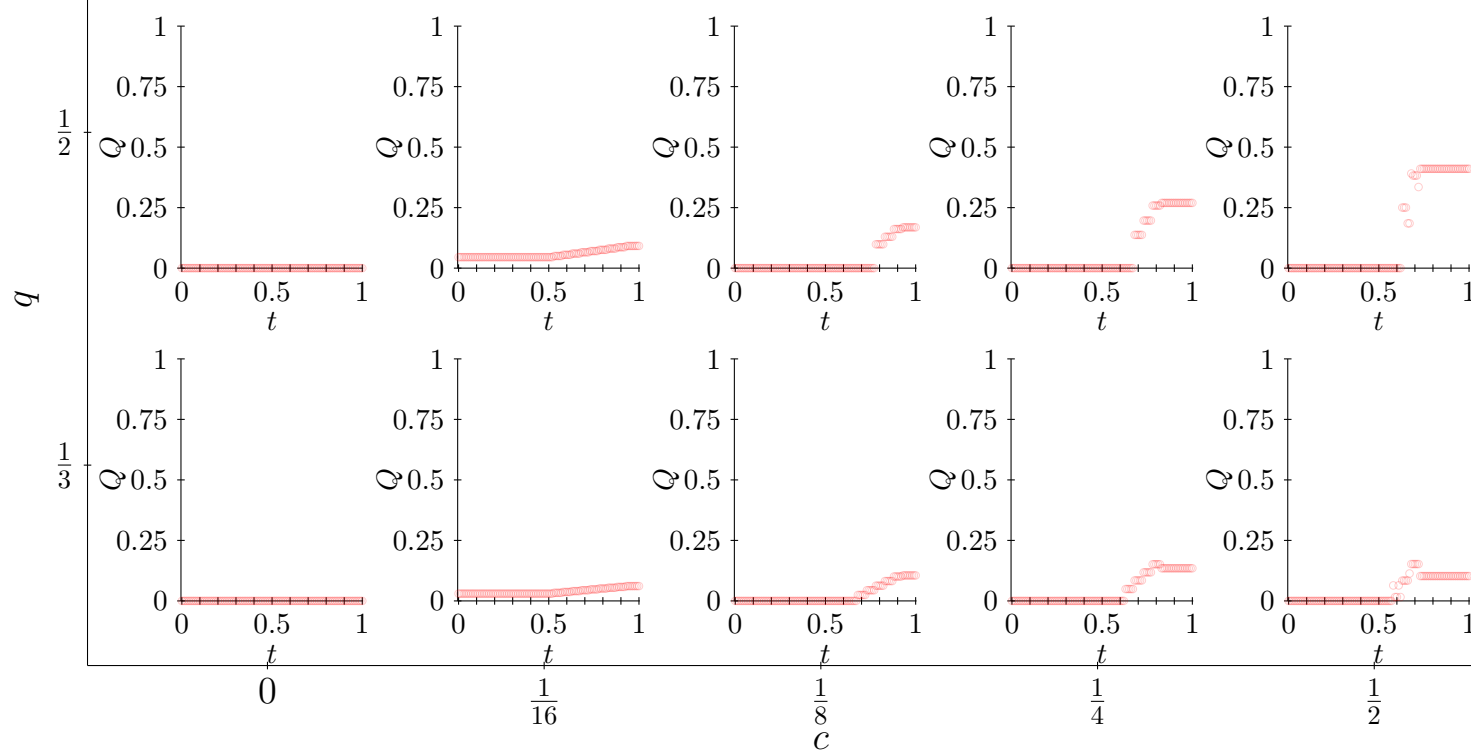 1 1 1 1 1
0.75 0.75 0.75 0.75 0.75
1/2 Q 0.5 Q 0.5 Q 0.5 Q 0.5 Q 0.5
0.25 0.25 0.25 0.25 0.25
0 0 0 0 0
0 0.5 1 0 0.5 1 0 0.5 1 0 0.5 1 0 0.5 1
q
t t t t t
1 1 1 1 1
0.75 0.75 0.75 0.75 0.75
1/3 Q 0.5 Q 0.5 Q 0.5 Q 0.5 Q 0.5
0.25 0.25 0.25 0.25 0.25
0 0 0 0 0
0 0.5 1 0 0.5 1 0 0.5 1 0 0.5 1 0 0.5 1
t t t t t
0 1/16 1/8 1/4 1/2
c